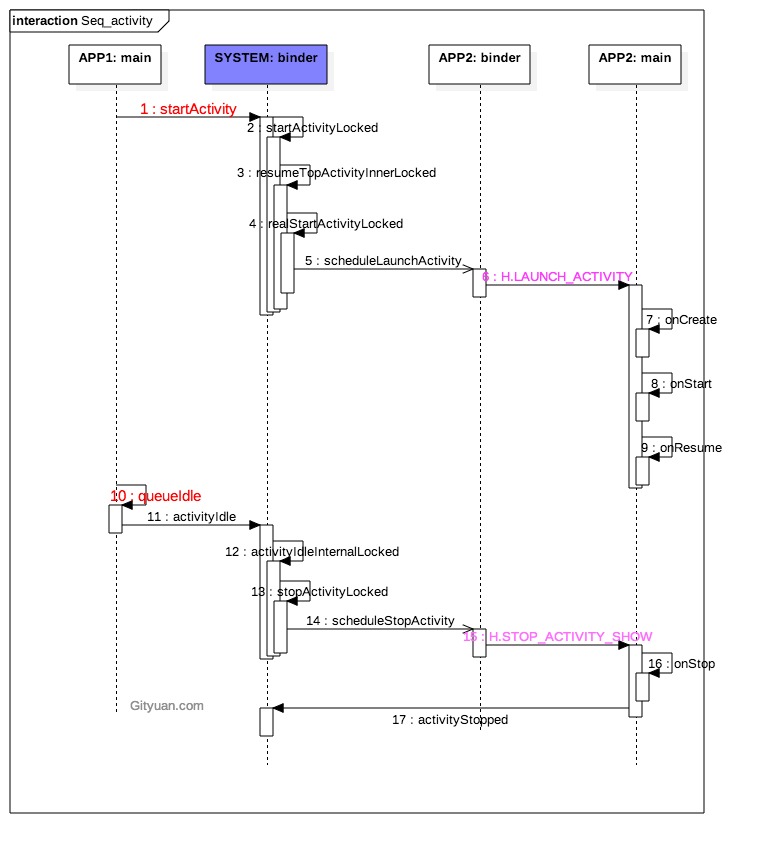 interaction Seq_activity
APP1: main
SYSTEM: binder
APP2: binder
APP2: main
1 : startActivity
2 : startActivityLocked
3 : resumeTopActivityInnerLocked
4 : realStartActivityLocked
5 : scheduleLaunchActivity
6 : H.LAUNCH_ACTIVITY
7 : onCreate
8 : onStart
9 : onResume
10 : queueIdle
11 : activityIdle
12 : activityIdleInternalLocked
13 : stopActivityLocked
14 : scheduleStopActivity
15 : H.STOP_ACTIVITY_SHOW
16 : onStop
Gityuan.com
17 : activityStopped